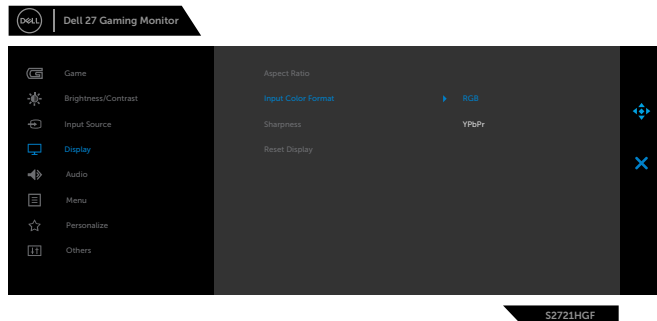 DELL
Dell 27 Gaming Monitor
Game
Aspect Ratio
Brightness/Contrast
Input Color Format
RGB
Input Source
Sharpness
YPbPr
Display
Reset Display
Audio
Menu
Personalize
Others
S2721HGF